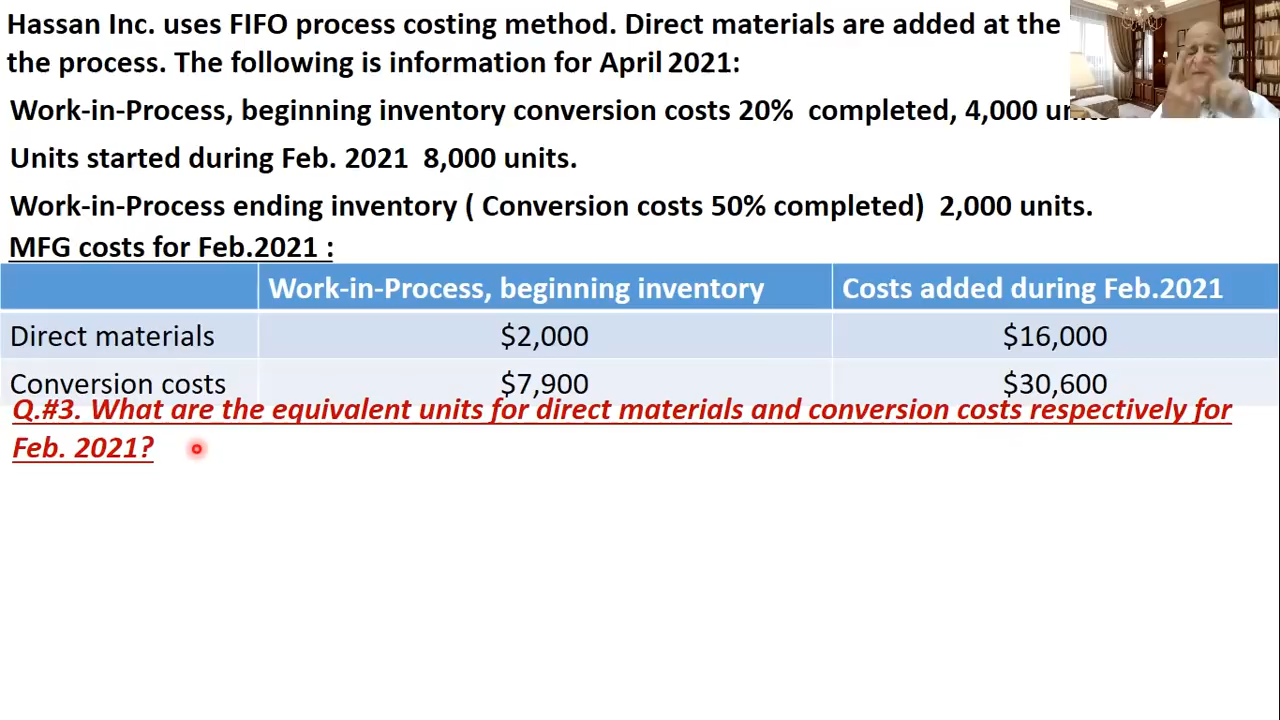 Hassan Inc. uses FIFO process costing method. Direct materials are added at the
the process. The following is information for April 2021:
Work-in-Process, beginning inventory conversion costs 20% completed, 4,000 units
Units started during Feb. 2021 8,000 units.
Work-in-Process ending inventory ( Conversion costs 50% completed) 2,000 units.
MFG costs for Feb.2021 :
Work-in-Process, beginning inventory Costs added during Feb.2021
Direct materials $2,000 $16,000
Conversion costs $7,900 $30,600
Q.#3. What are the equivalent units for direct materials and conversion costs respectively for
Feb. 2021?